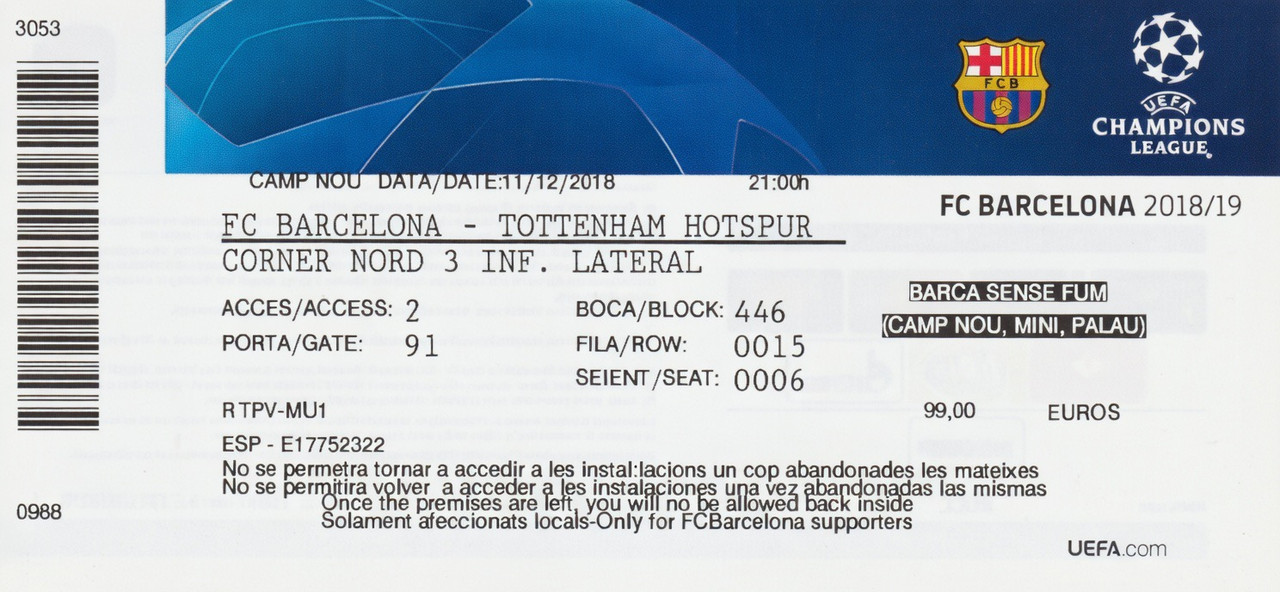 3053
FCB
UEFA
CHAMPIONS
LEAGUE
CAMP NOU DATA/DATE:11/12/2018 21:00h
FC BARCELONA 2018/19
FC BARCELONA - TOTTENHAM HOTSPUR
CORNER NORD 3 INF. LATERAL
BARCA SENSE FUM
(CAMP NOU, MINI, PALAU)
ACCES/ACCESS: 2 BOCA/BLOCK: 446
PORTA/GATE: 91 FILA/ROW: 0015
SEIENT/SEAT: 0006
RTPV-MU1 99,00 EUROS
ESP - E17752322
No se permetra tornar a accedir a les instal:lacions un cop abandonades les mateixes
No se permitira volver a acceder a les instalaciones una vez abandonadas las mismas
Once the premises are left, you will no be allowed back inside
Solament afeccionats locals-Only for FCBarcelona supporters
0988
UEFA.com